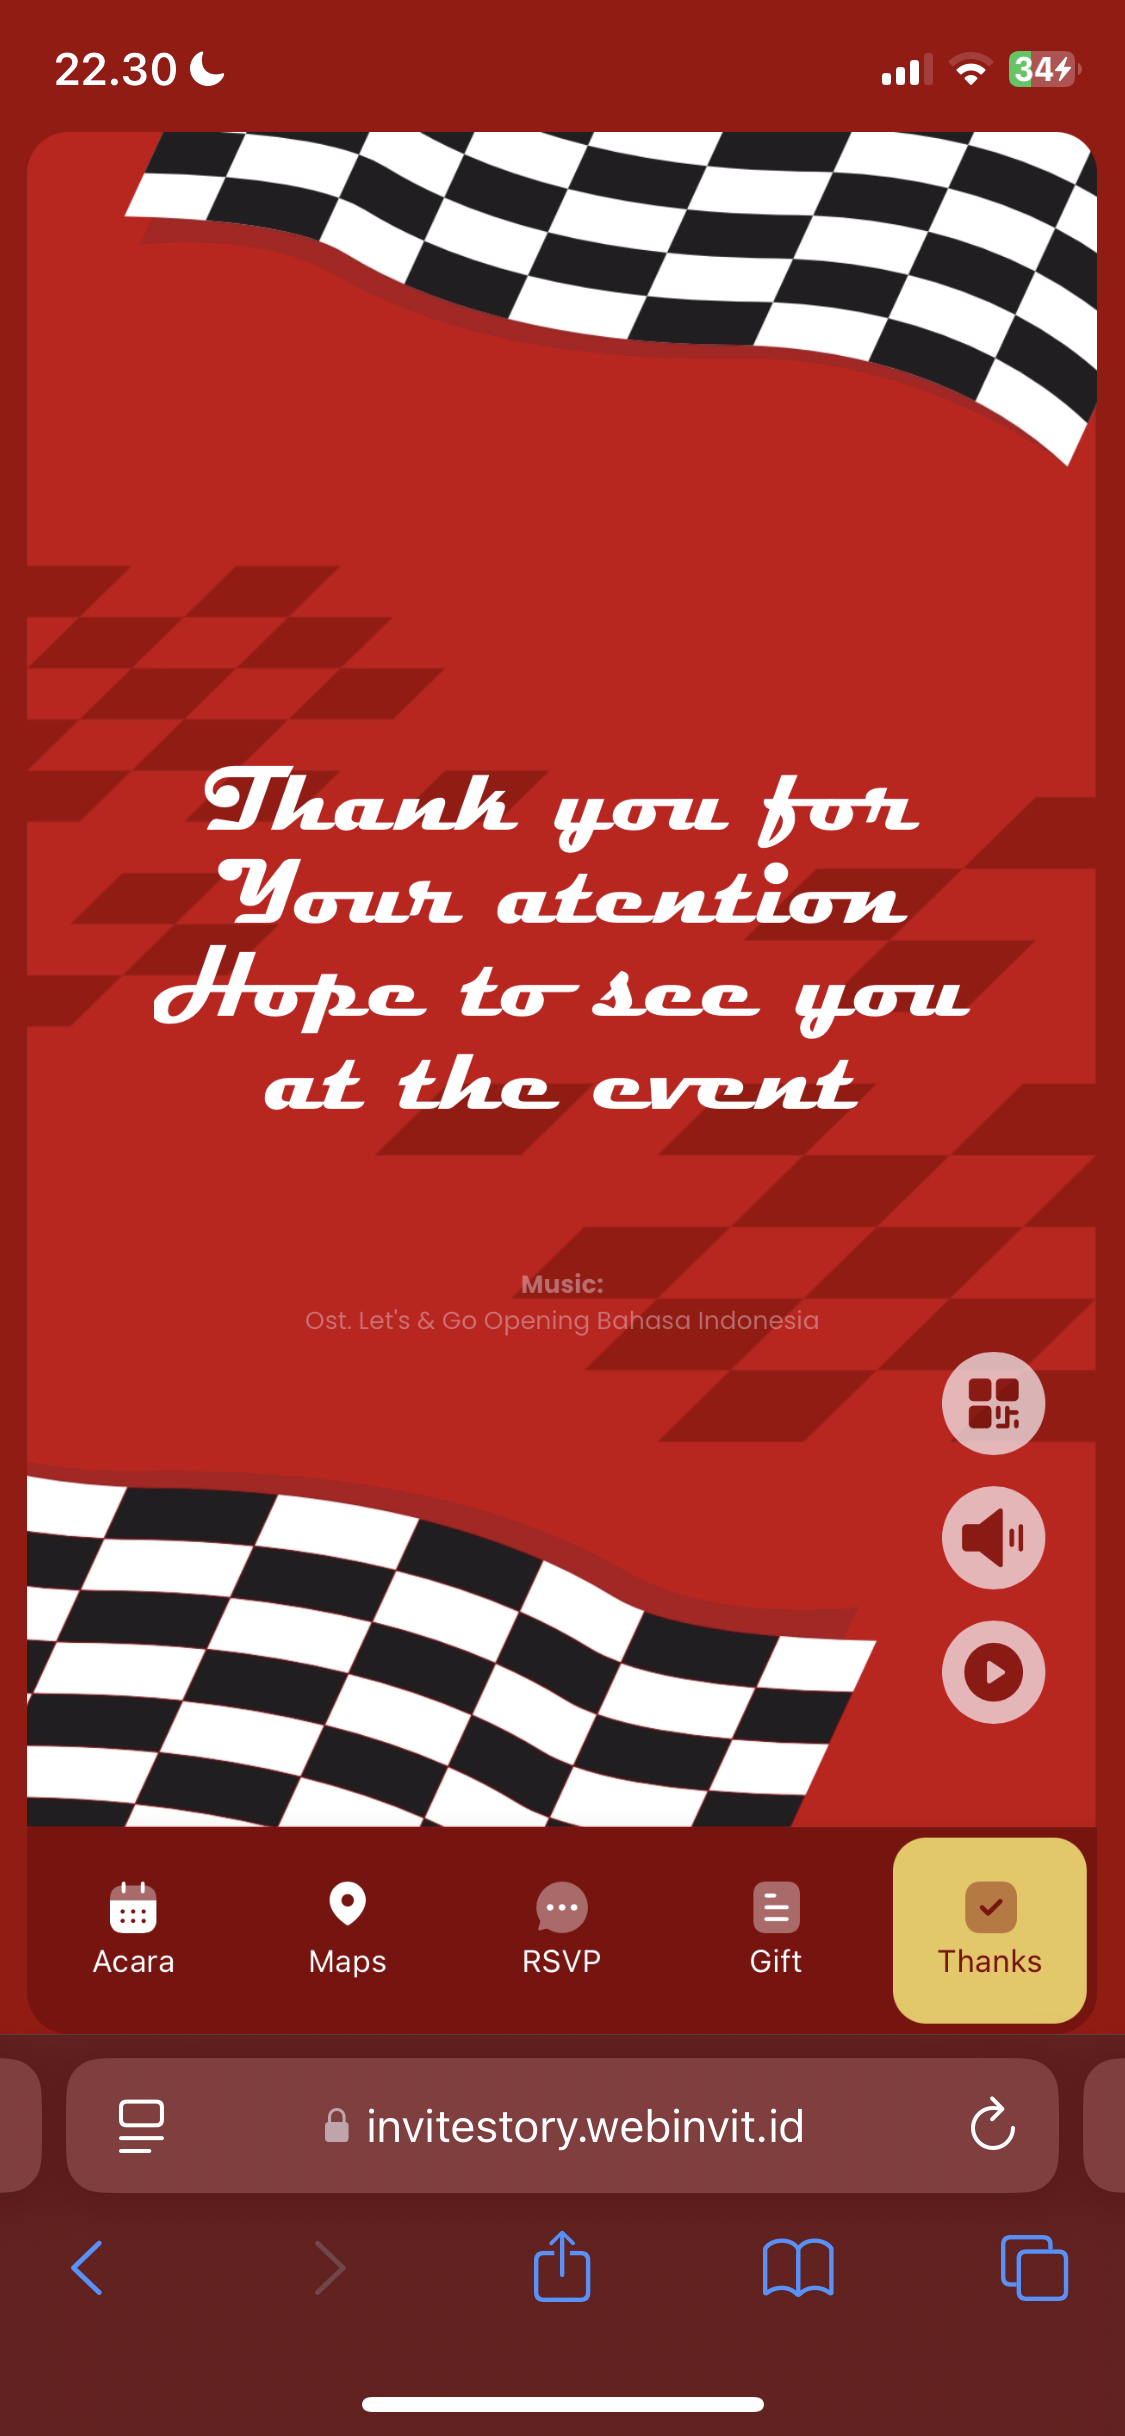 22.30
34
Thank you for
Your atention
Hope to see you
at the event
Music:
Ost. Let's & Go Opening Bahasa Indonesia
Acara
Maps
RSVP
Gift
Thanks
invitestory.webinvit.id